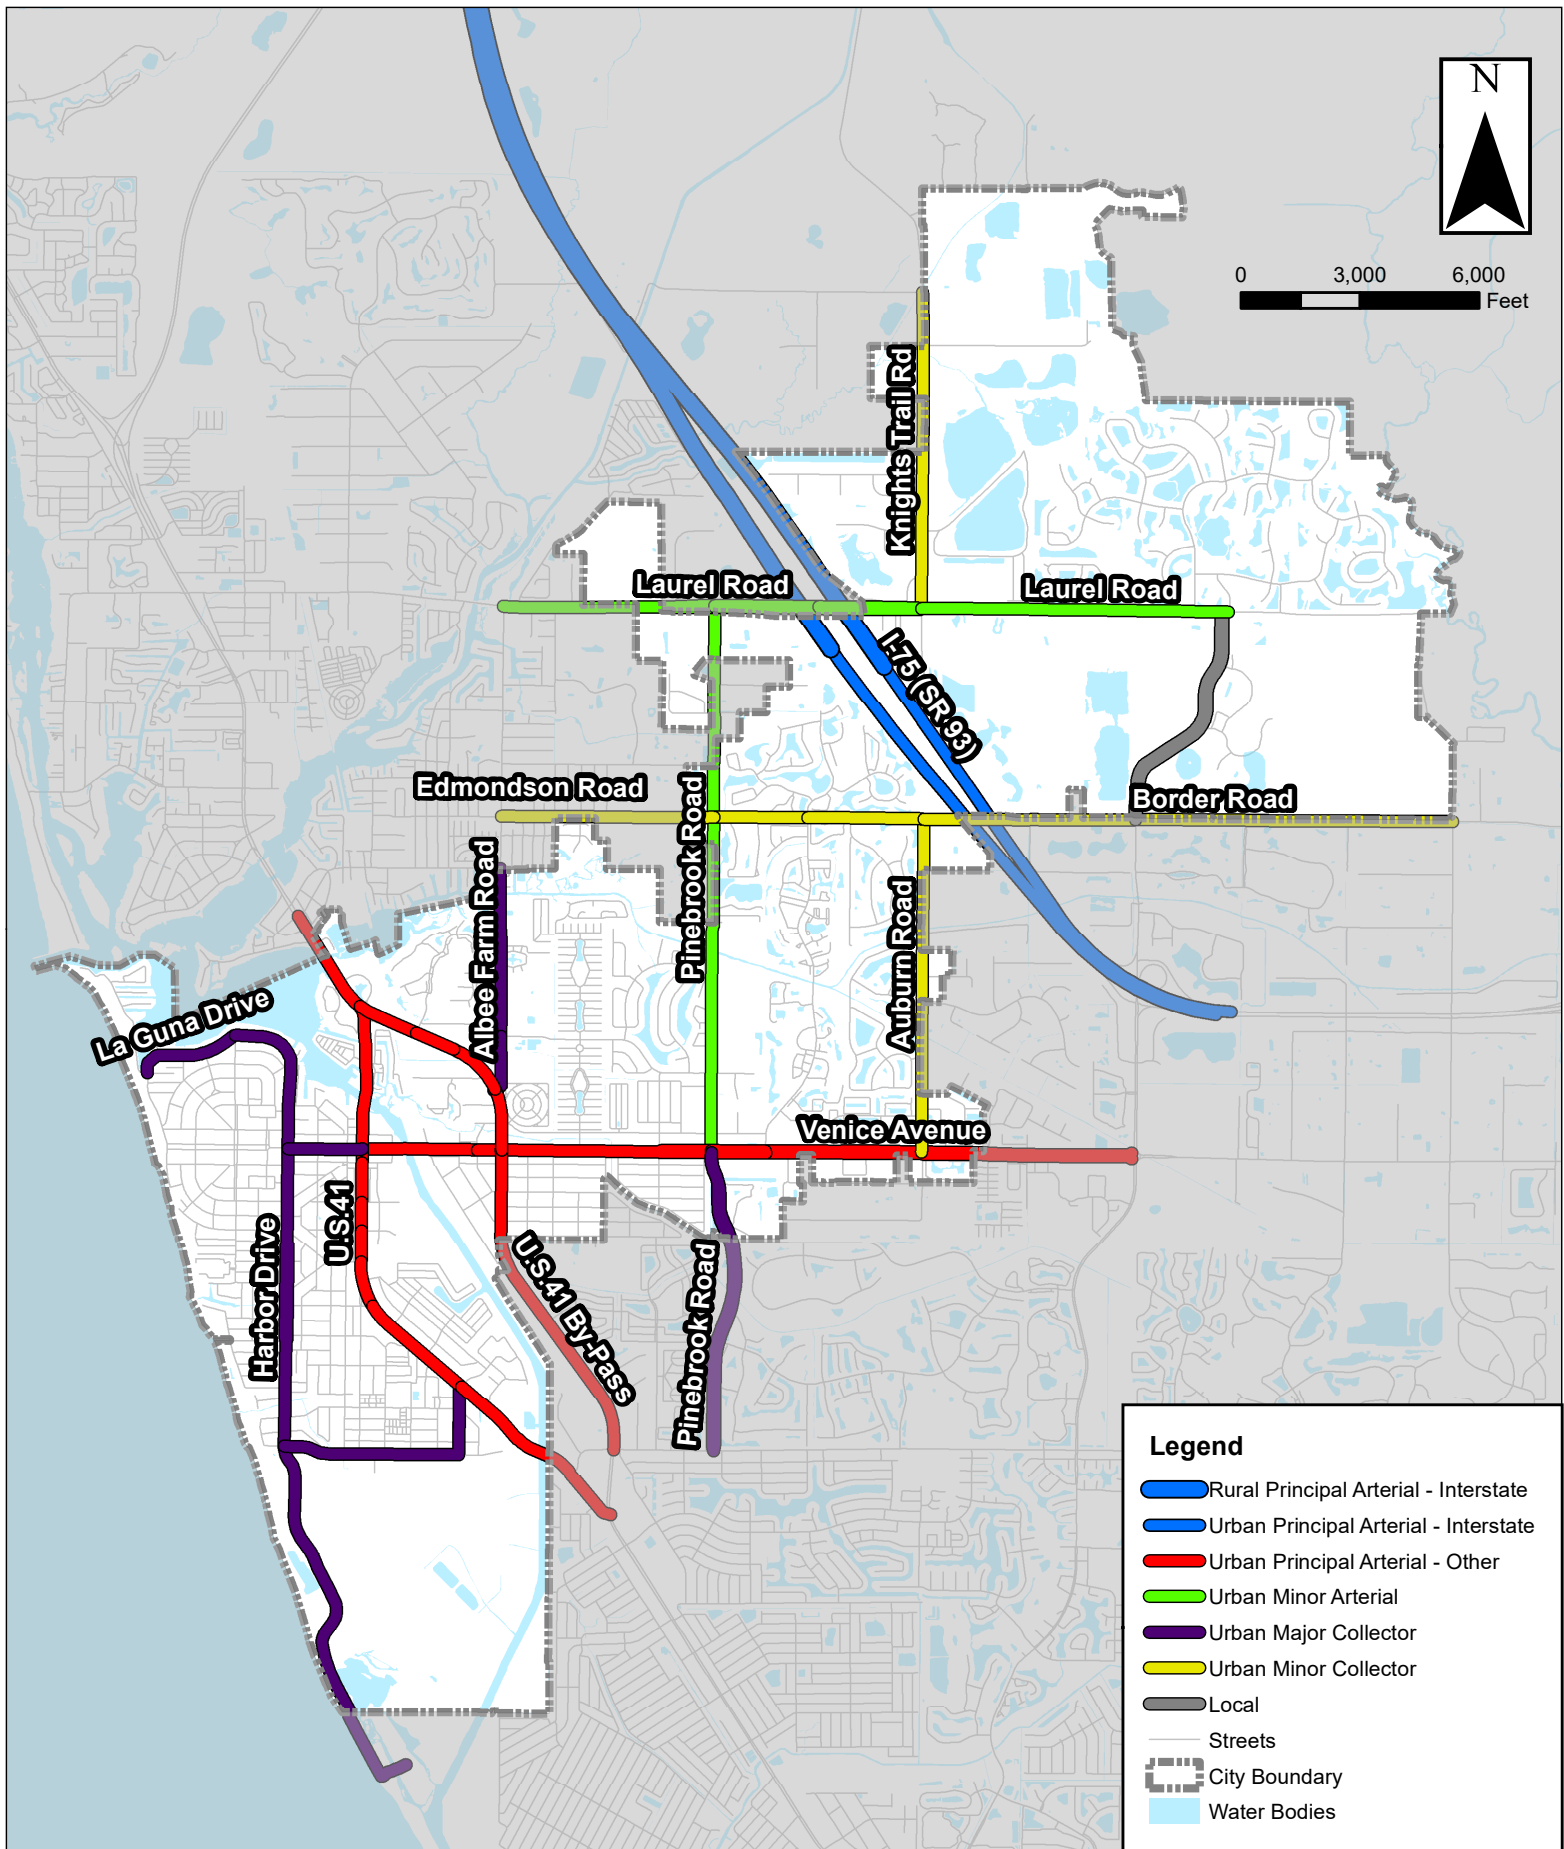 N
0 3,000 6,000
Feet
Knights Trail Rd
Laurel Road
Laurel Road
I-75 (SR 93)
Edmondson Road
Border Road
Pinebrook Road
Albee Farm Road
Auburn Road
La Guna Drive
Venice Avenue
U.S.41
Harbor Drive
U.S.41 By-Pass
Pinebrook Road
Legend
Rural Principal Arterial - Interstate
Urban Principal Arterial - Interstate
Urban Principal Arterial - Other
Urban Minor Arterial
Urban Major Collector
Urban Minor Collector
Local
Streets
City Boundary
Water Bodies